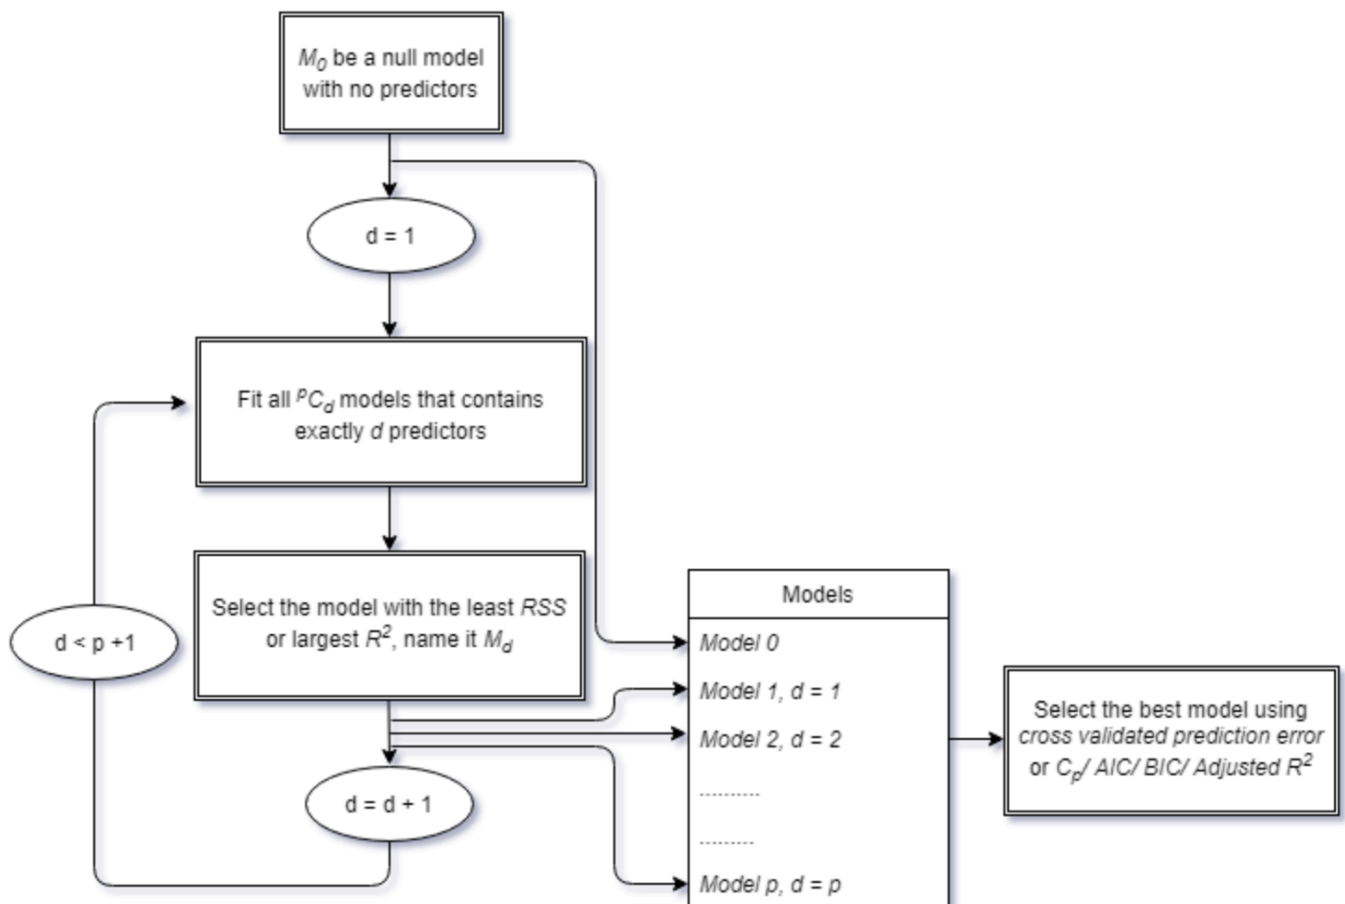 M₀ be a null model
with no predictors
d = 1
Fit all ᵖC_d models that contains
exactly d predictors
Select the model with the least RSS
or largest R², name it M_d
d < p +1
d = d + 1
Models
Model 0
Model 1, d = 1
Model 2, d = 2
..........
.........
Model p, d = p
Select the best model using
cross validated prediction error
or Cₚ/ AIC/ BIC/ Adjusted R²